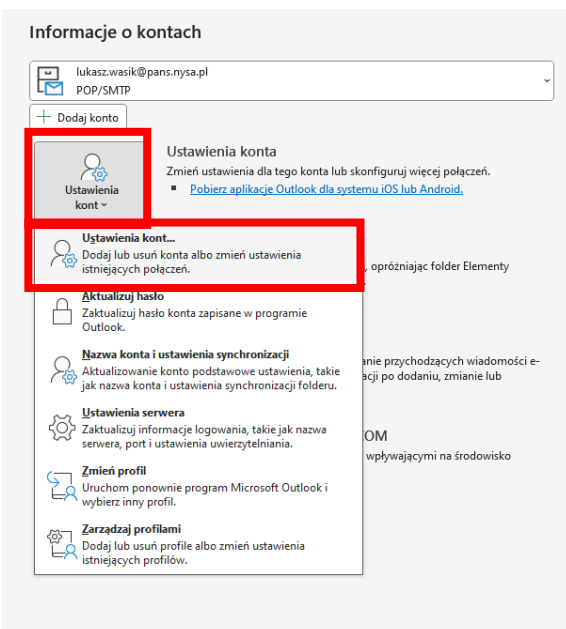 Informacje o kontach
lukasz.wasik@pans.nysa.pl
POP/SMTP
Dodaj konto
Ustawienia
kont
Ustawienia konta
Zmień ustawienia dla tego konta lub skonfiguruj więcej połączeń.
Pobierz aplikację Outlook dla systemu iOS lub Android.
Ustawienia kont...
Dodaj lub usuń konta albo zmień ustawienia
istniejących połączeń.
, opróżniając folder Elementy
Aktualizuj hasło
Zaktualizuj hasło konta zapisane w programie
Outlook.
Nazwa konta i ustawienia synchronizacji
Aktualizowanie konto podstawowe ustawienia, takie
jak nazwa konta i ustawienia synchronizacji folderu.
anie przychodzących wiadomości e-
acji po dodaniu, zmianie lub
Ustawienia serwera
Zaktualizuj informacje logowania, takie jak nazwa
serwera, port i ustawienia uwierzytelniania.
OM
wpływającymi na środowisko
Zmień profil
Uruchom ponownie program Microsoft Outlook i
wybierz inny profil.
Zarządzaj profilami
Dodaj lub usuń profile albo zmień ustawienia
istniejących profilów.